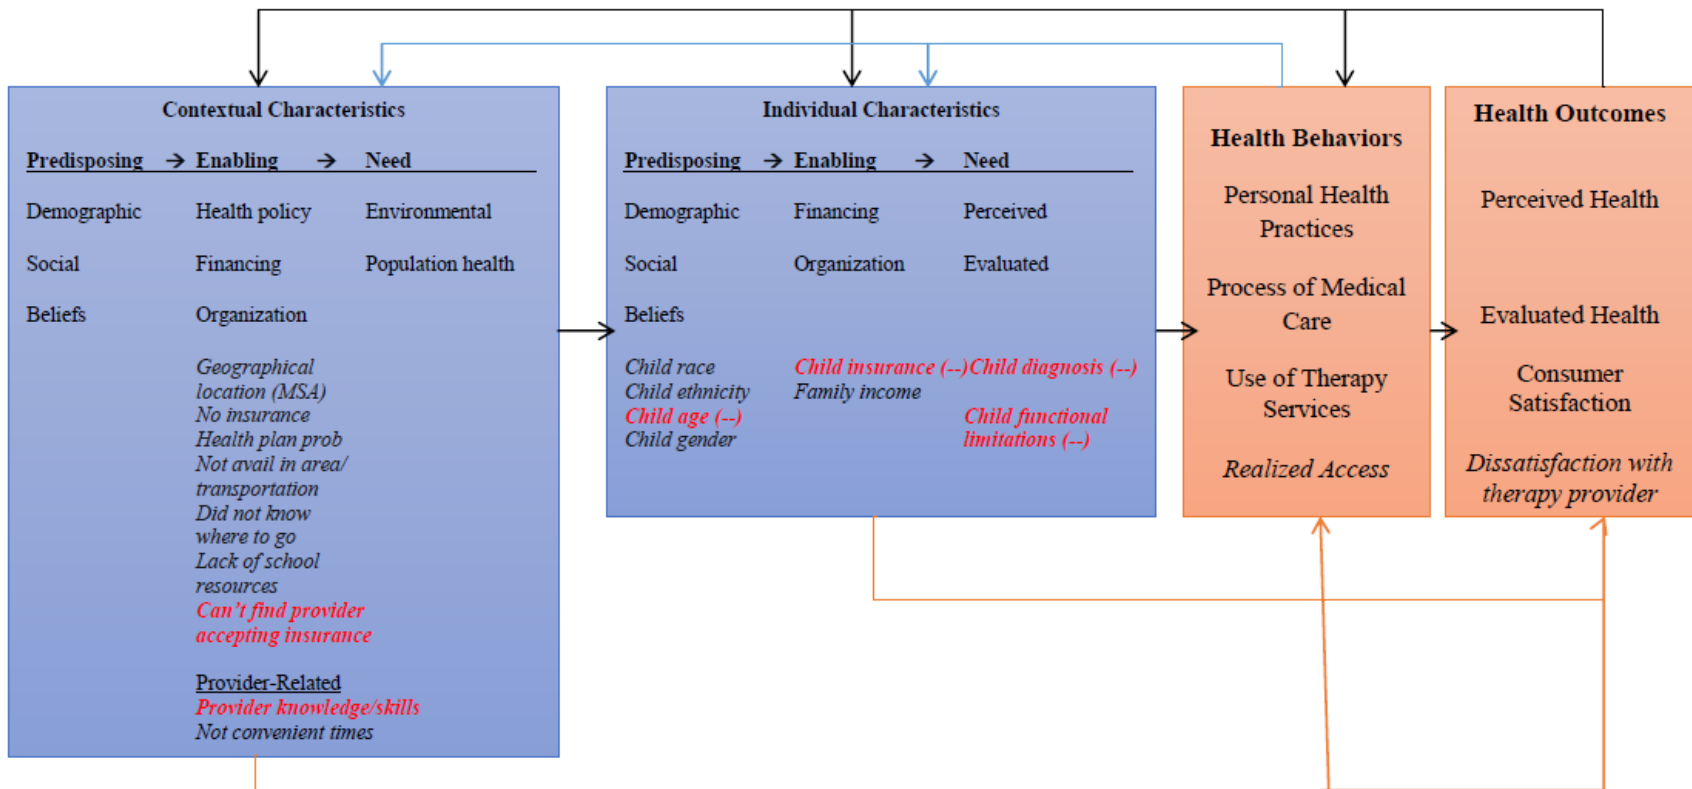 Contextual Characteristics
Predisposing → Enabling → Need
Demographic Health policy Environmental
Social Financing Population health
Beliefs Organization
Geographical
location (MSA)
No insurance
Health plan prob
Not avail in area/
transportation
Did not know
where to go
Lack of school
resources
Can't find provider
accepting insurance
Provider-Related
Provider knowledge/skills
Not convenient times
Individual Characteristics
Predisposing → Enabling → Need
Demographic Financing Perceived
Social Organization Evaluated
Beliefs
Child race Child insurance (--) Child diagnosis (--)
Child ethnicity Family income
Child age (--) Child functional
Child gender limitations (--)
Health Behaviors
Personal Health
Practices
Process of Medical
Care
Use of Therapy
Services
Realized Access
Health Outcomes
Perceived Health
Evaluated Health
Consumer
Satisfaction
Dissatisfaction with
therapy provider